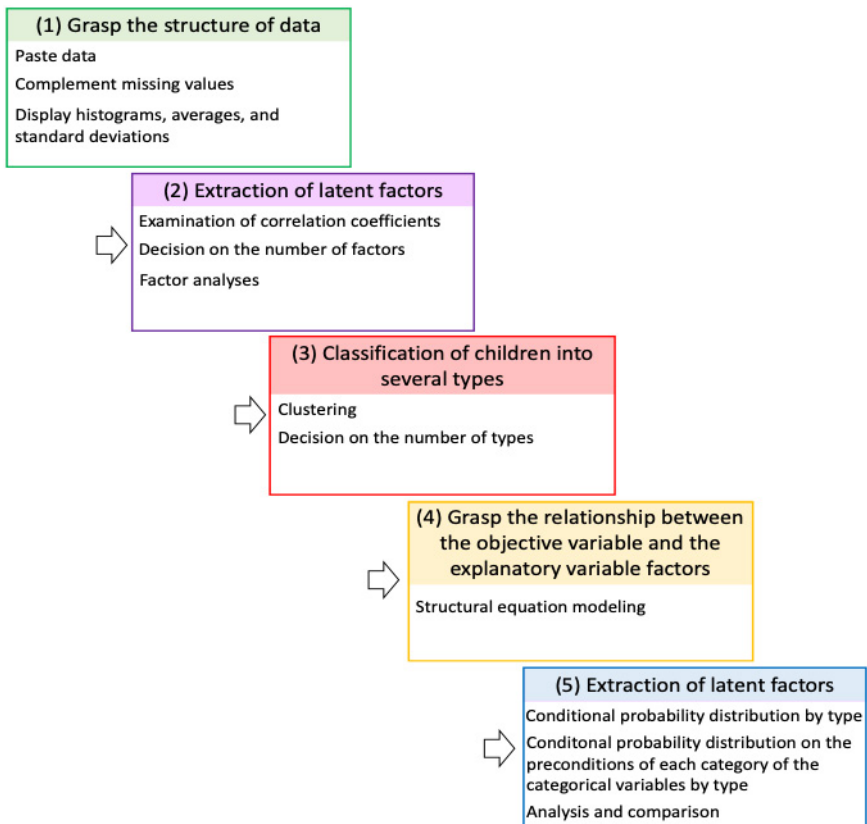 (1) Grasp the structure of data
Paste data
Complement missing values
Display histograms, averages, and
standard deviations
(2) Extraction of latent factors
Examination of correlation coefficients
Decision on the number of factors
Factor analyses
(3) Classification of children into
several types
Clustering
Decision on the number of types
(4) Grasp the relationship between
the objective variable and the
explanatory variable factors
Structural equation modeling
(5) Extraction of latent factors
Conditional probability distribution by type
Conditonal probability distribution on the
preconditions of each category of the
categorical variables by type
Analysis and comparison